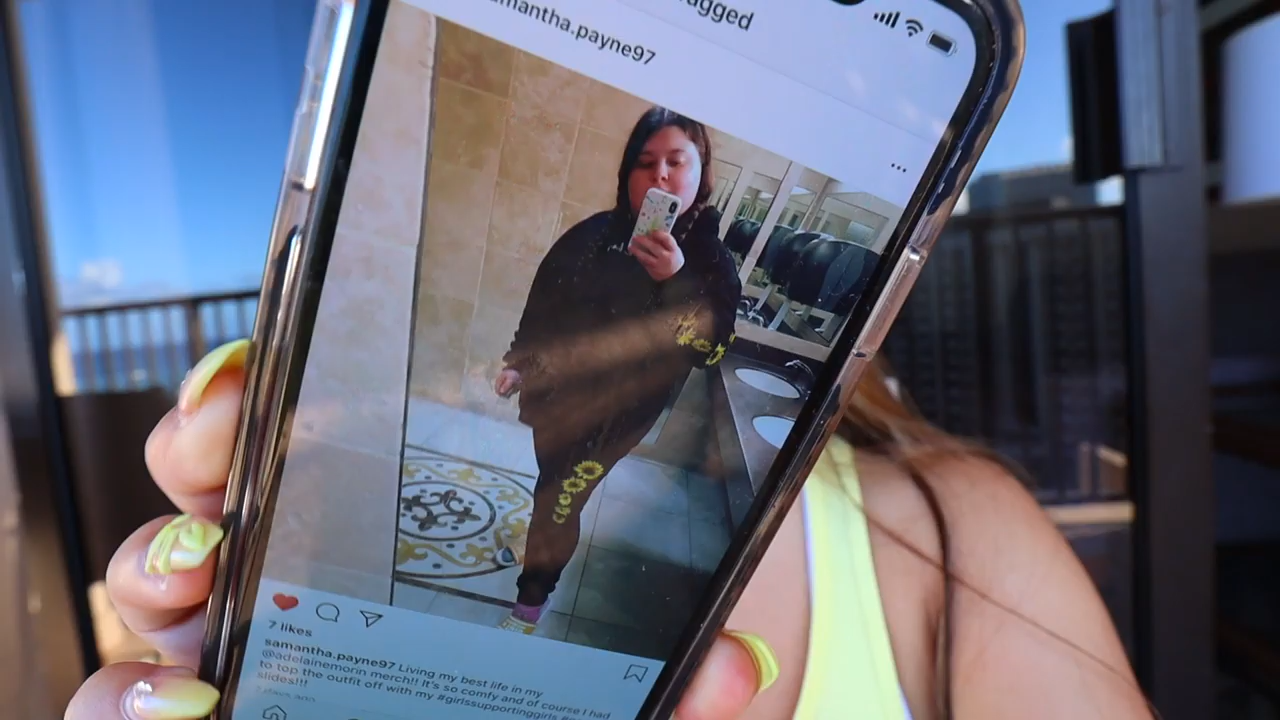 samantha.payne97
7 likes
samantha.payne97 Living my best life in my
@adelainemorin merch!! It's so comfy and of course I had
to top the outfit off with my #girlssupportinggirls
slides!!!